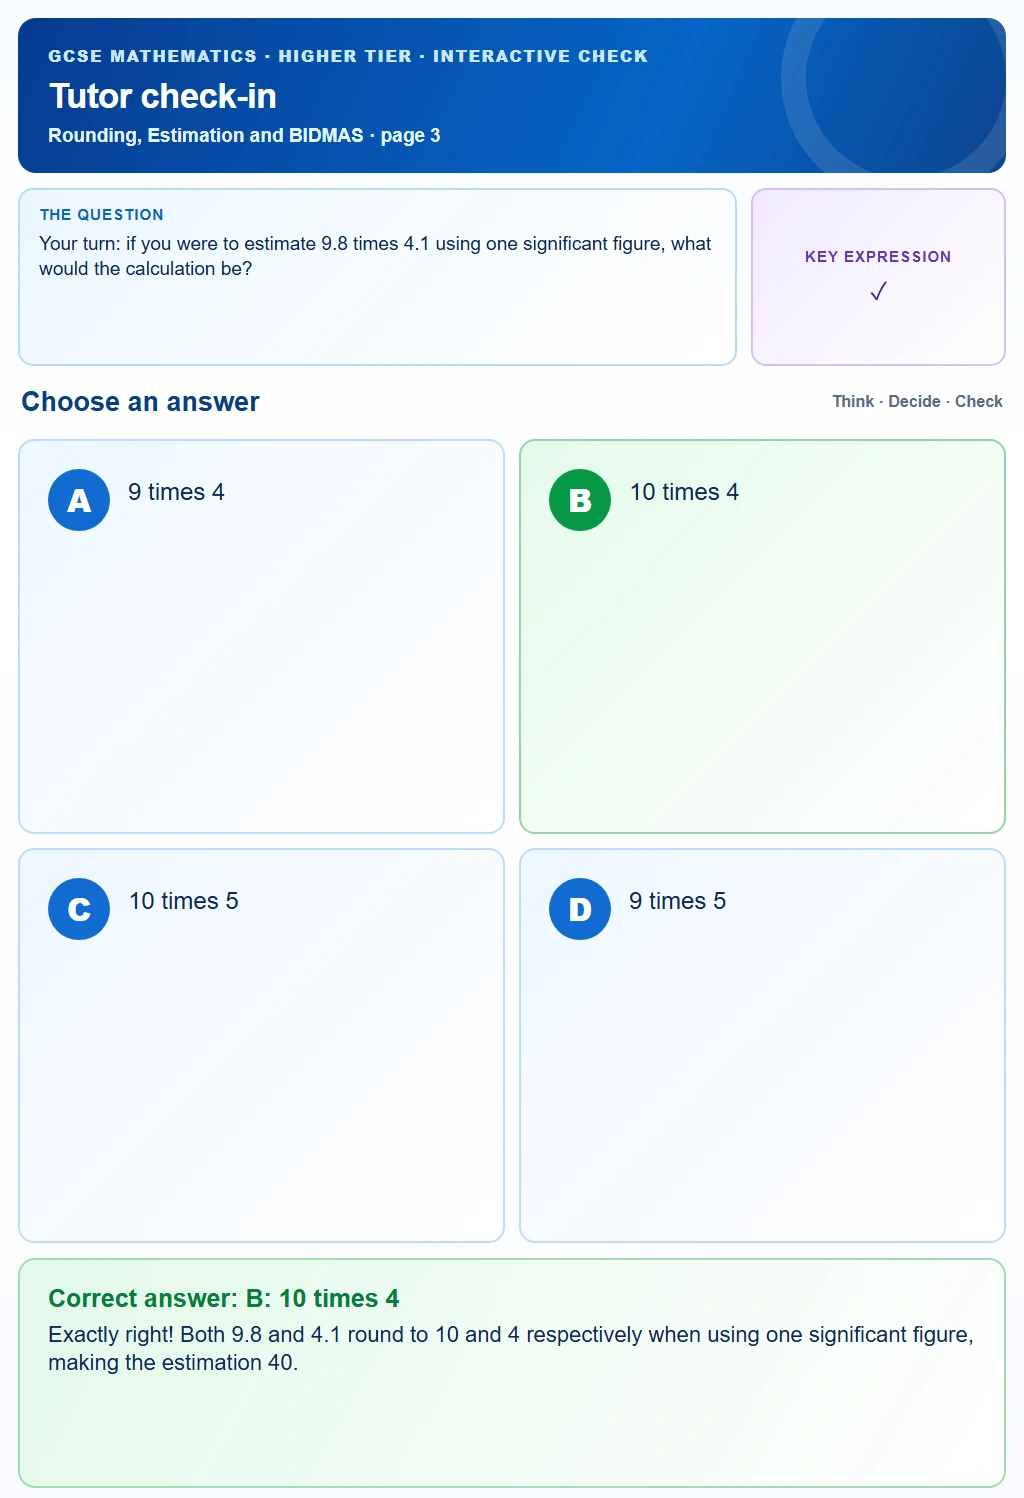 GCSE MATHEMATICS · HIGHER TIER · INTERACTIVE CHECK
Tutor check-in
Rounding, Estimation and BIDMAS · page 3
THE QUESTION
Your turn: if you were to estimate 9.8 times 4.1 using one significant figure, what
would the calculation be?
KEY EXPRESSION
✓
Choose an answer
Think · Decide · Check
A
9 times 4
B
10 times 4
C
10 times 5
D
9 times 5
Correct answer: B: 10 times 4
Exactly right! Both 9.8 and 4.1 round to 10 and 4 respectively when using one significant figure,
making the estimation 40.